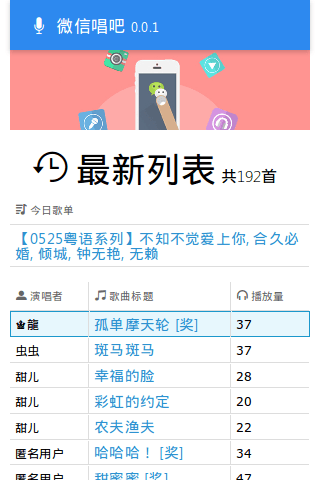 微信唱吧 0.0.1
最新列表 共192首
今日歌单
【0525粤语系列】不知不觉爱上你, 合久必
婚, 倾城, 钟无艳, 无赖
演唱者 歌曲标题 播放量
龍 孤单摩天轮 [奖] 37
虫虫 斑马斑马 37
甜儿 幸福的脸 28
甜儿 彩虹的约定 20
甜儿 农夫渔夫 22
匿名用户 哈哈哈！ [奖] 34
匿名用户 甜蜜蜜 [奖] 47